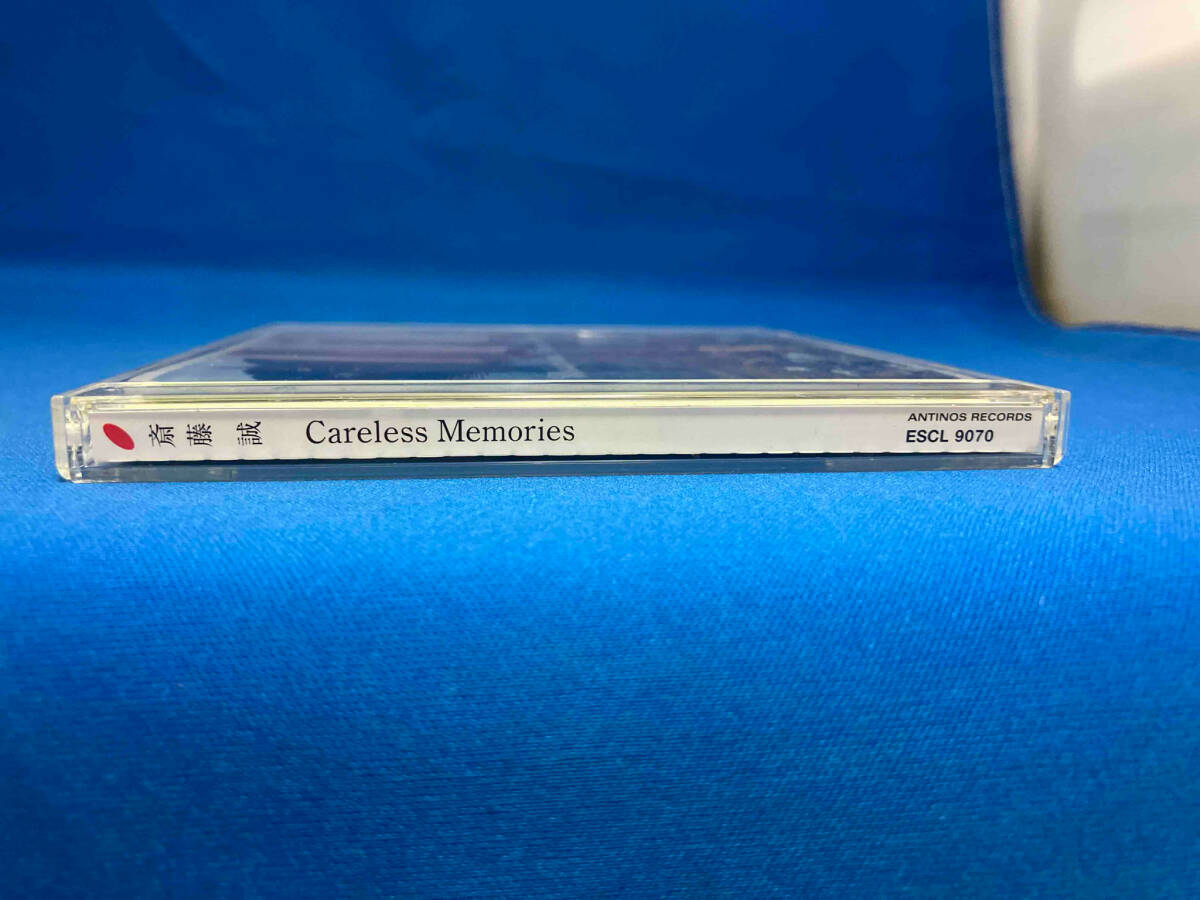 斎藤 誠 Careless Memories
ANTINOS RECORDS
ESCL 9070